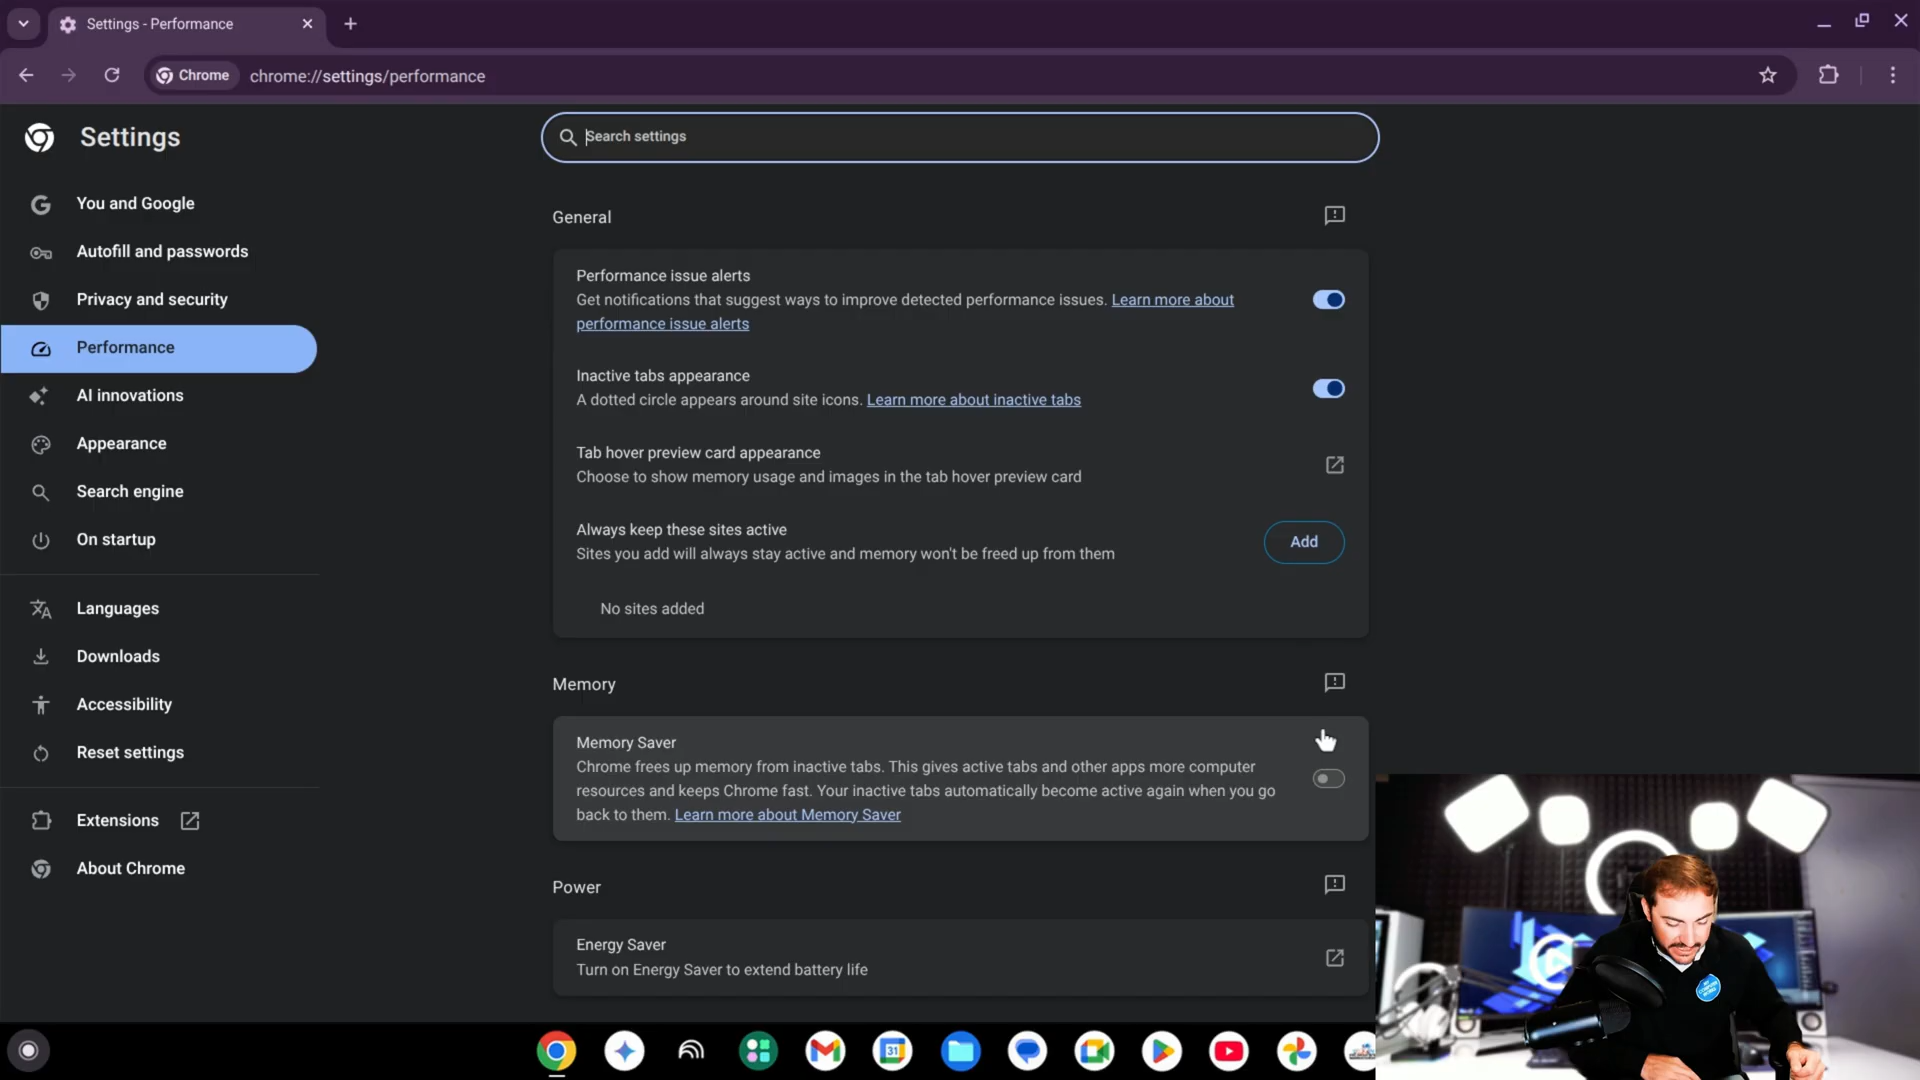 Settings - Performance
Chrome
chrome://settings/performance
Settings
Search settings
You and Google
Autofill and passwords
Privacy and security
Performance
AI innovations
Appearance
Search engine
On startup
Languages
Downloads
Accessibility
Reset settings
Extensions
About Chrome
General
Performance issue alerts
Get notifications that suggest ways to improve detected performance issues. Learn more about
performance issue alerts
Inactive tabs appearance
A dotted circle appears around site icons. Learn more about inactive tabs
Tab hover preview card appearance
Choose to show memory usage and images in the tab hover preview card
Always keep these sites active
Sites you add will always stay active and memory won't be freed up from them
Add
No sites added
Memory
Memory Saver
Chrome frees up memory from inactive tabs. This gives active tabs and other apps more computer
resources and keeps Chrome fast. Your inactive tabs automatically become active again when you go
back to them. Learn more about Memory Saver
Power
Energy Saver
Turn on Energy Saver to extend battery life
31